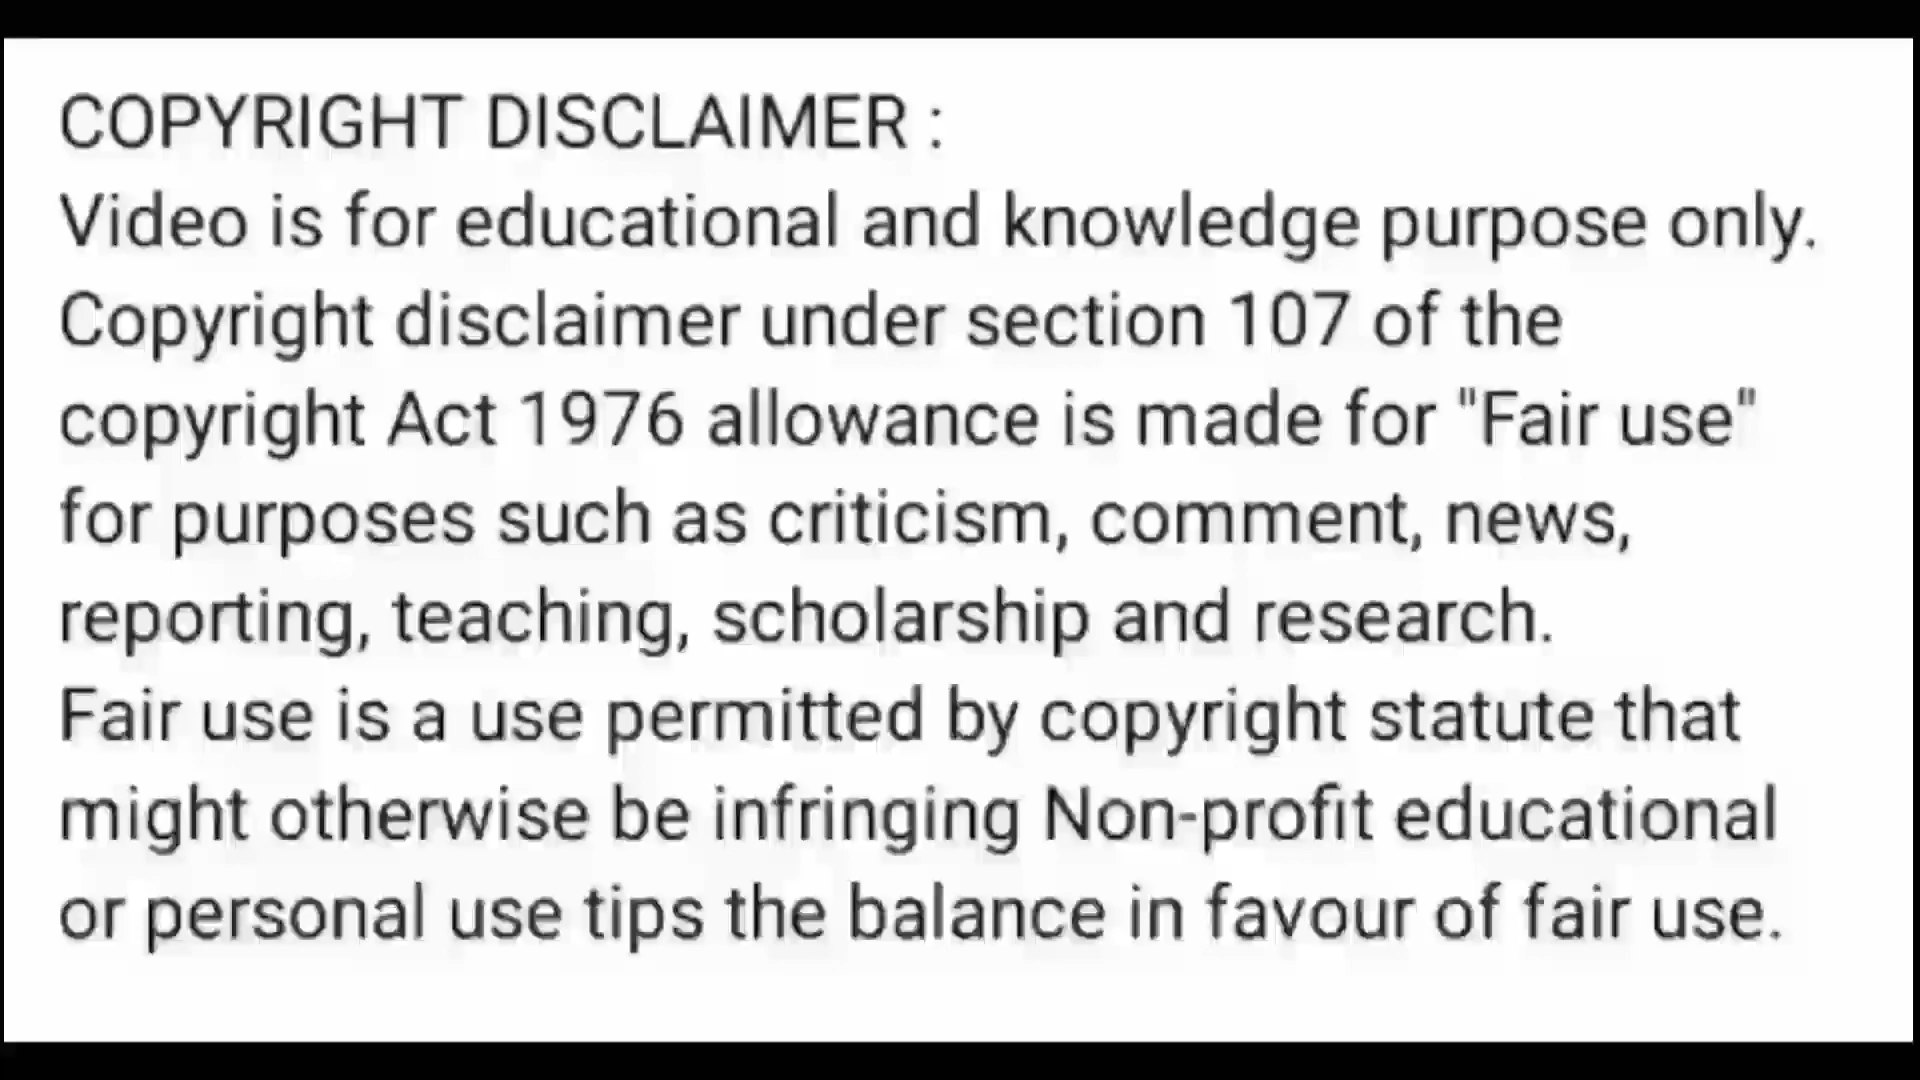 COPYRIGHT DISCLAIMER :
Video is for educational and knowledge purpose only.
Copyright disclaimer under section 107 of the
copyright Act 1976 allowance is made for "Fair use"
for purposes such as criticism, comment, news,
reporting, teaching, scholarship and research.
Fair use is a use permitted by copyright statute that
might otherwise be infringing Non-profit educational
or personal use tips the balance in favour of fair use.